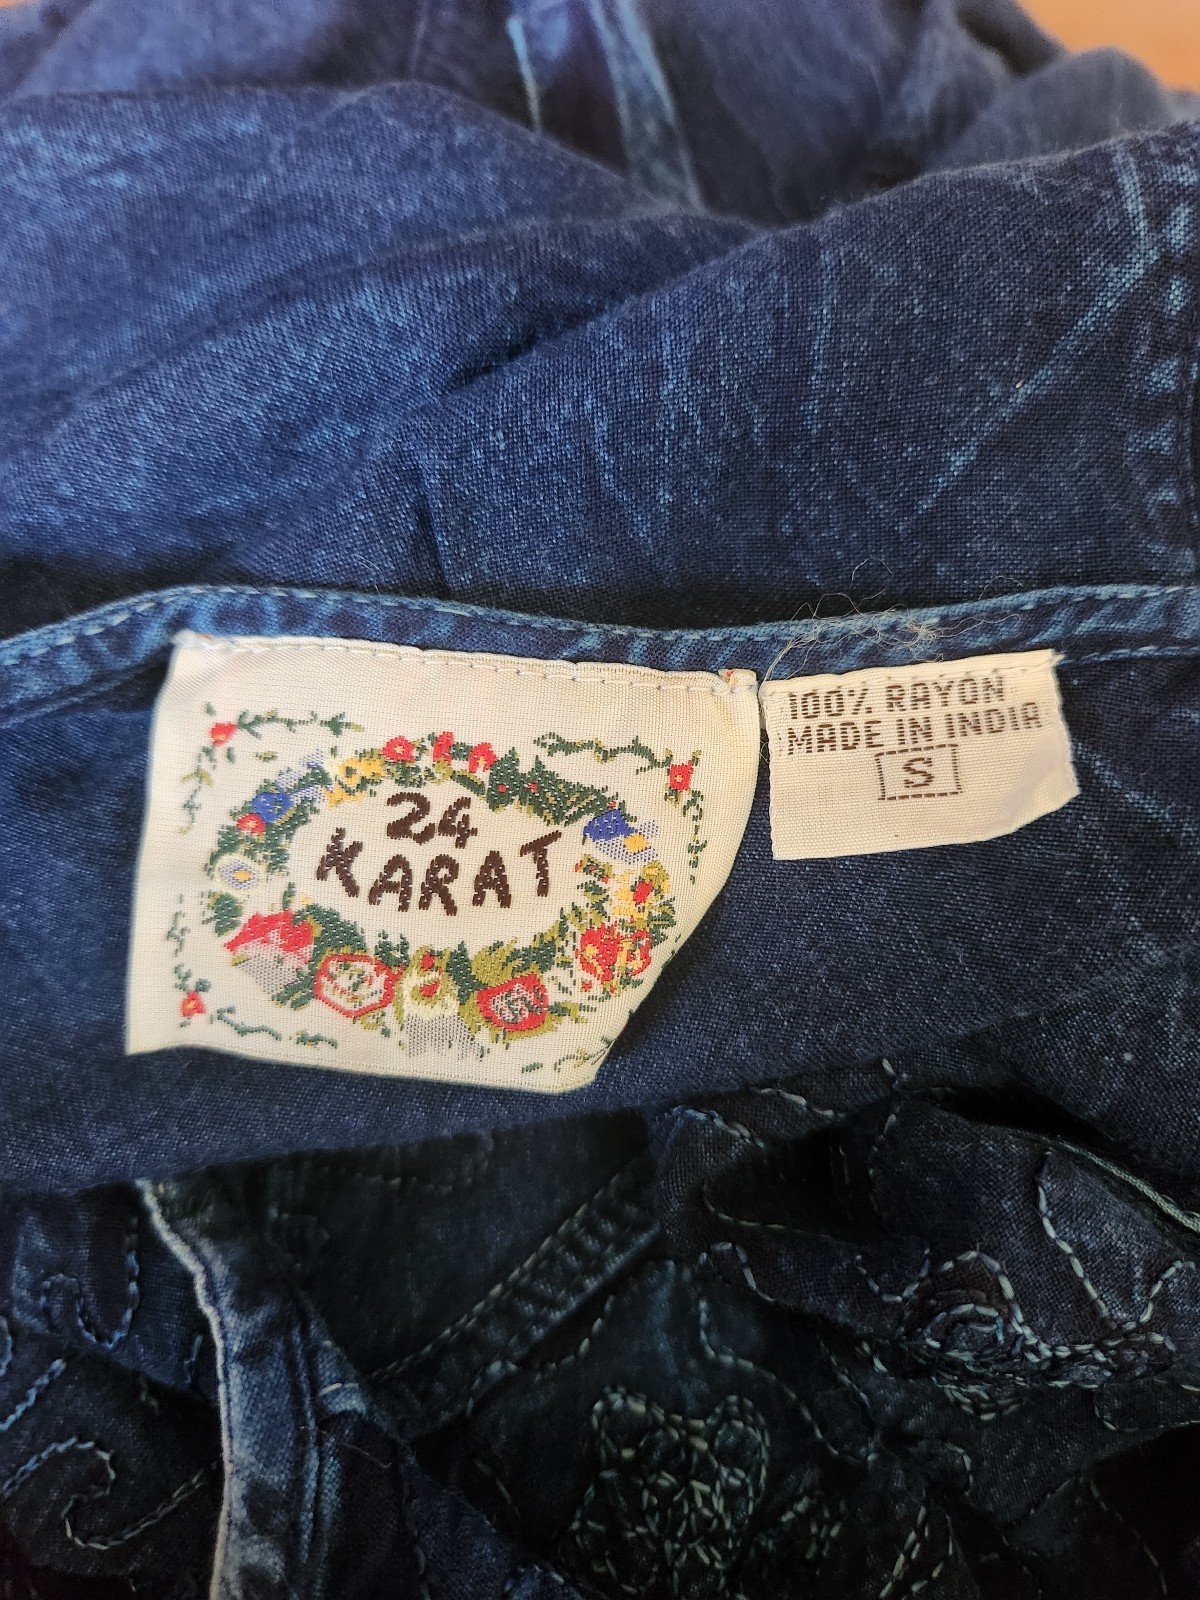 24
KARAT
100% RAYON
MADE IN INDIA
S